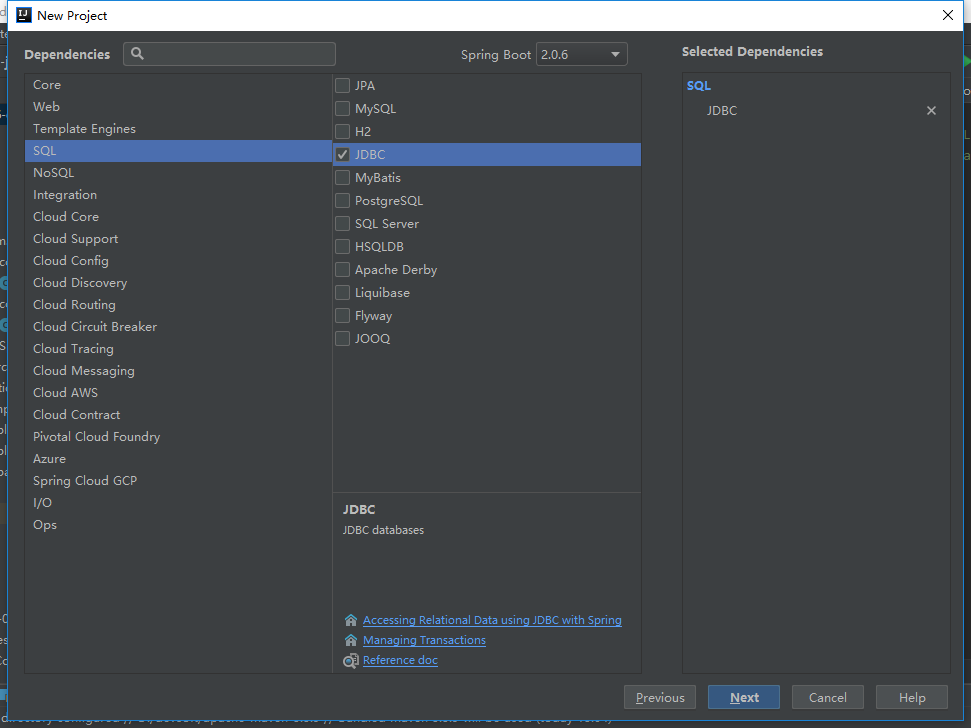 New Project
Dependencies
Spring Boot 2.0.6
Selected Dependencies
Core
Web
Template Engines
SQL
NoSQL
Integration
Cloud Core
Cloud Support
Cloud Config
Cloud Discovery
Cloud Routing
Cloud Circuit Breaker
Cloud Tracing
Cloud Messaging
Cloud AWS
Cloud Contract
Pivotal Cloud Foundry
Azure
Spring Cloud GCP
I/O
Ops
JPA
MySQL
H2
JDBC
MyBatis
PostgreSQL
SQL Server
HSQLDB
Apache Derby
Liquibase
Flyway
JOOQ
JDBC
JDBC databases
Accessing Relational Data using JDBC with Spring
Managing Transactions
Reference doc
SQL
JDBC
Previous
Next
Cancel
Help